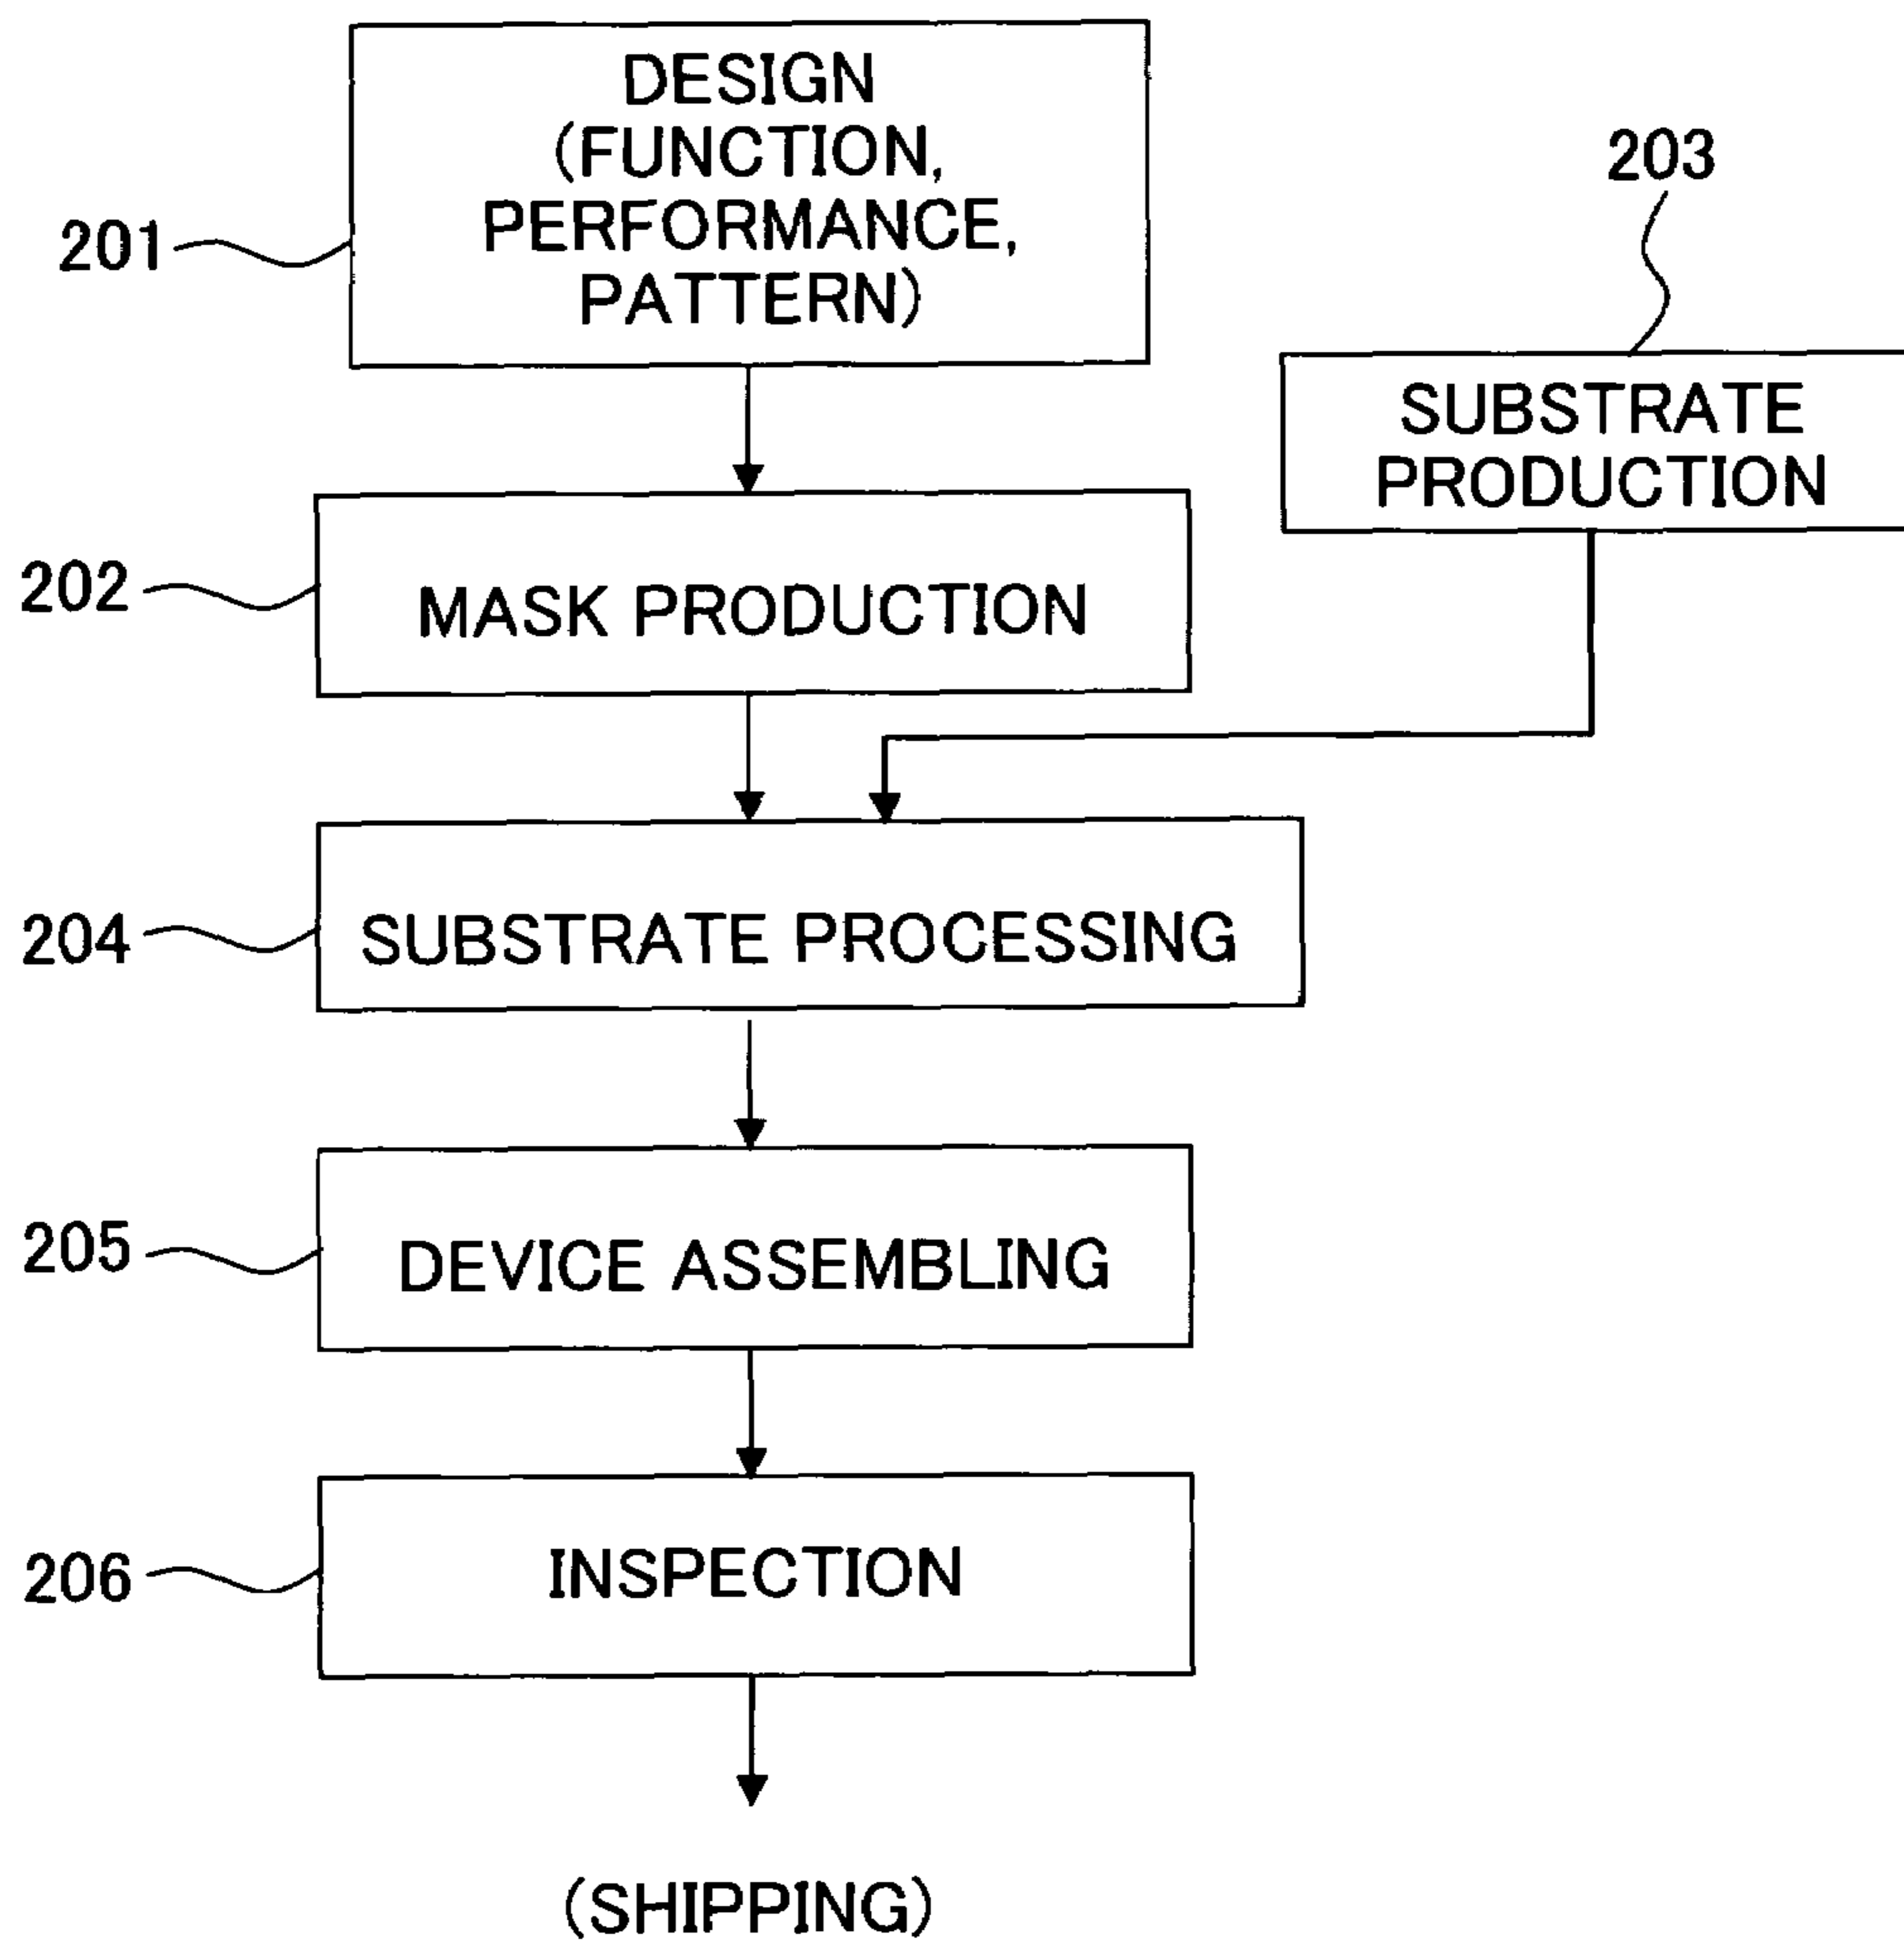 DESIGN
(FUNCTION,
PERFORMANCE,
PATTERN)
201
203
SUBSTRATE
PRODUCTION
202
MASK PRODUCTION
204
SUBSTRATE PROCESSING
205
DEVICE ASSEMBLING
206
INSPECTION
(SHIPPING)